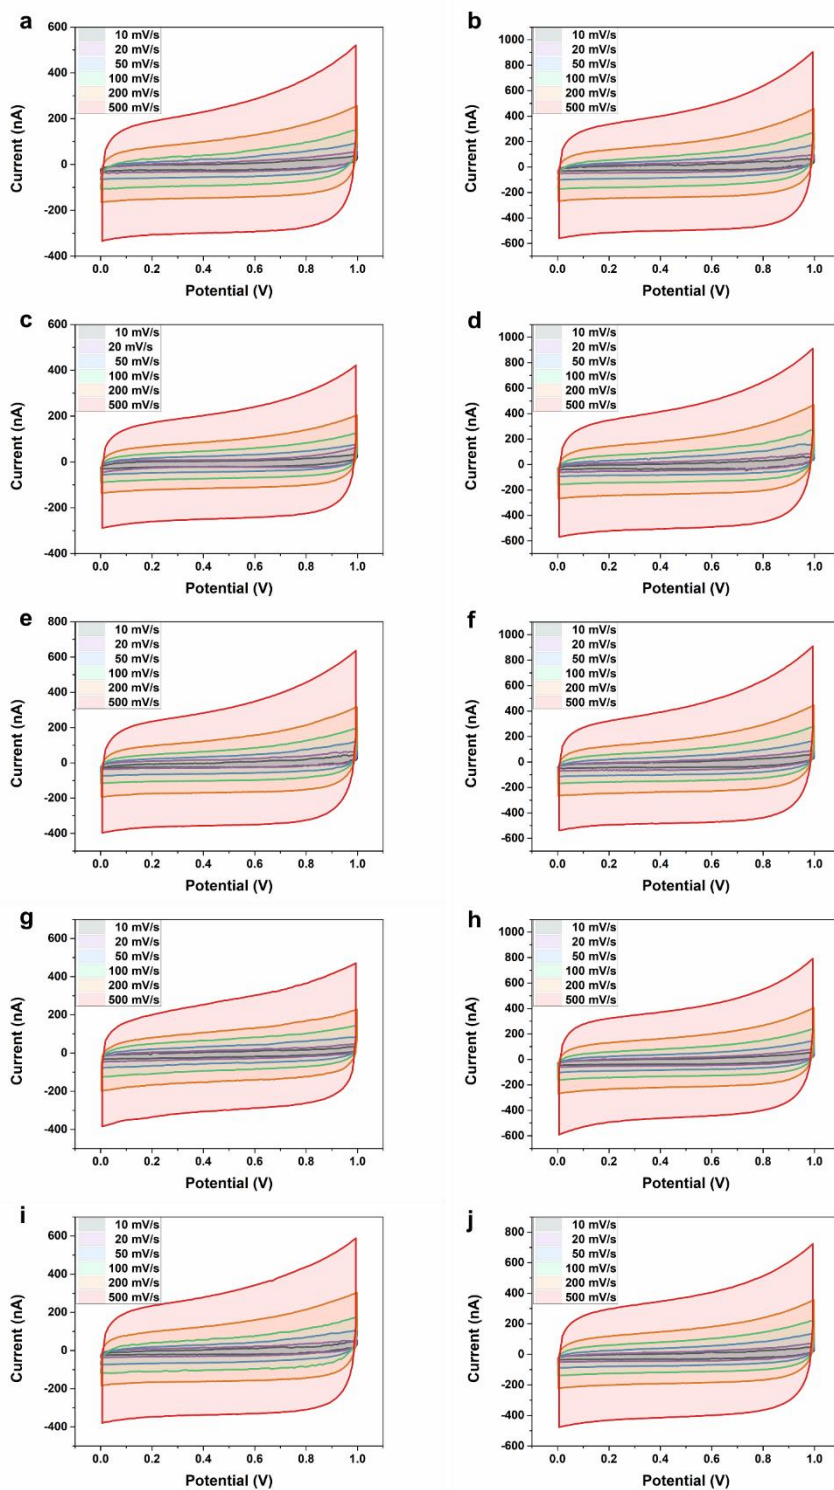 a
10 mV/s
20 mV/s
50 mV/s
100 mV/s
200 mV/s
500 mV/s
Current (nA)
600
400
200
0
-200
-400
0.0 0.2 0.4 0.6 0.8 1.0
Potential (V)
b
10 mV/s
20 mV/s
50 mV/s
100 mV/s
200 mV/s
500 mV/s
Current (nA)
1000
800
600
400
200
0
-200
-400
-600
0.0 0.2 0.4 0.6 0.8 1.0
Potential (V)
c
10 mV/s
20 mV/s
50 mV/s
100 mV/s
200 mV/s
500 mV/s
Current (nA)
600
400
200
0
-200
-400
0.0 0.2 0.4 0.6 0.8 1.0
Potential (V)
d
10 mV/s
20 mV/s
50 mV/s
100 mV/s
200 mV/s
500 mV/s
Current (nA)
1000
800
600
400
200
0
-200
-400
-600
0.0 0.2 0.4 0.6 0.8 1.0
Potential (V)
e
10 mV/s
20 mV/s
50 mV/s
100 mV/s
200 mV/s
500 mV/s
Current (nA)
800
600
400
200
0
-200
-400
0.0 0.2 0.4 0.6 0.8 1.0
Potential (V)
f
10 mV/s
20 mV/s
50 mV/s
100 mV/s
200 mV/s
500 mV/s
Current (nA)
1000
800
600
400
200
0
-200
-400
-600
0.0 0.2 0.4 0.6 0.8 1.0
Potential (V)
g
10 mV/s
20 mV/s
50 mV/s
100 mV/s
200 mV/s
500 mV/s
Current (nA)
600
400
200
0
-200
-400
0.0 0.2 0.4 0.6 0.8 1.0
Potential (V)
h
10 mV/s
20 mV/s
50 mV/s
100 mV/s
200 mV/s
500 mV/s
Current (nA)
1000
800
600
400
200
0
-200
-400
-600
0.0 0.2 0.4 0.6 0.8 1.0
Potential (V)
i
10 mV/s
20 mV/s
50 mV/s
100 mV/s
200 mV/s
500 mV/s
Current (nA)
600
400
200
0
-200
-400
0.0 0.2 0.4 0.6 0.8 1.0
Potential (V)
j
10 mV/s
20 mV/s
50 mV/s
100 mV/s
200 mV/s
500 mV/s
Current (nA)
800
600
400
200
0
-200
-400
-600
0.0 0.2 0.4 0.6 0.8 1.0
Potential (V)